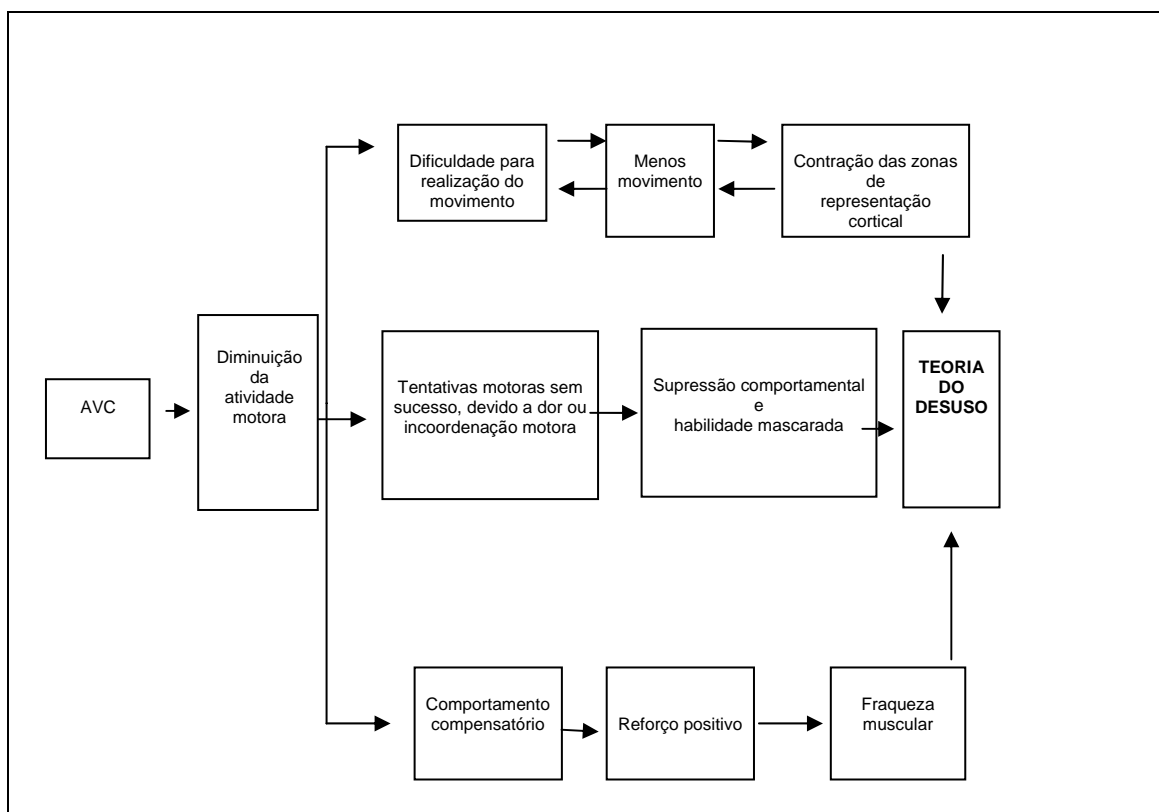 Dificuldade para
realização do
movimento
Menos
movimento
Contração das zonas
de
representação
cortical
AVC
Diminuição
da
atividade
motora
Tentativas motoras sem
sucesso, devido a dor ou
incoordenação motora
Supressão comportamental
e
habilidade mascarada
TEORIA
DO
DESUSO
Comportamento
compensatório
Reforço positivo
Fraqueza
muscular